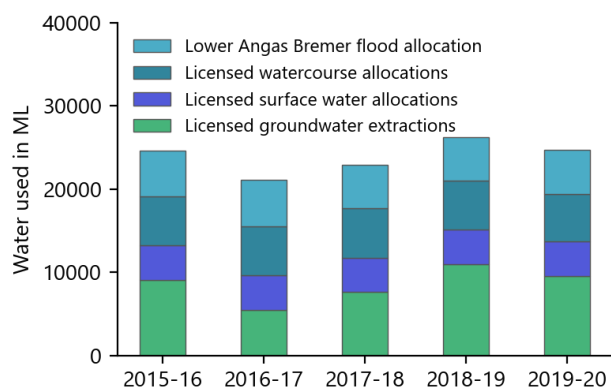 40000
30000
20000
10000
0
Water used in ML
Lower Angas Bremer flood allocation
Licensed watercourse allocations
Licensed surface water allocations
Licensed groundwater extractions
2015-16 2016-17 2017-18 2018-19 2019-20